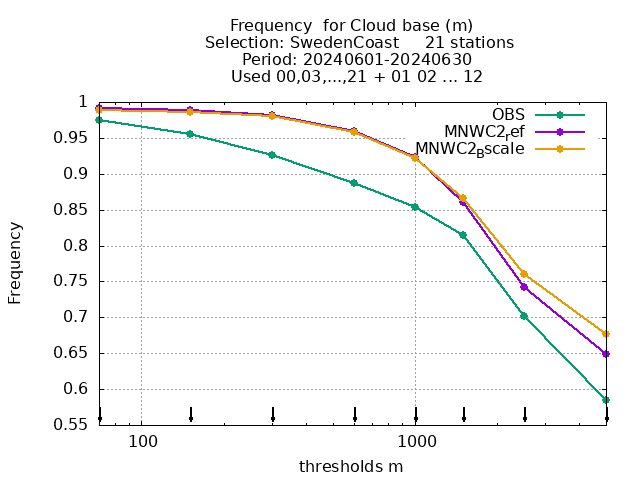 Frequency  for Cloud base (m)
Selection: SwedenCoast     21 stations
Period: 20240601-20240630
Used 00,03,...,21 + 01 02 ... 12
OBS
MNWC2ref
MNWC2Bscale
1
0.95
0.9
0.85
0.8
0.75
0.7
0.65
0.6
0.55
Frequency
100
1000
thresholds m